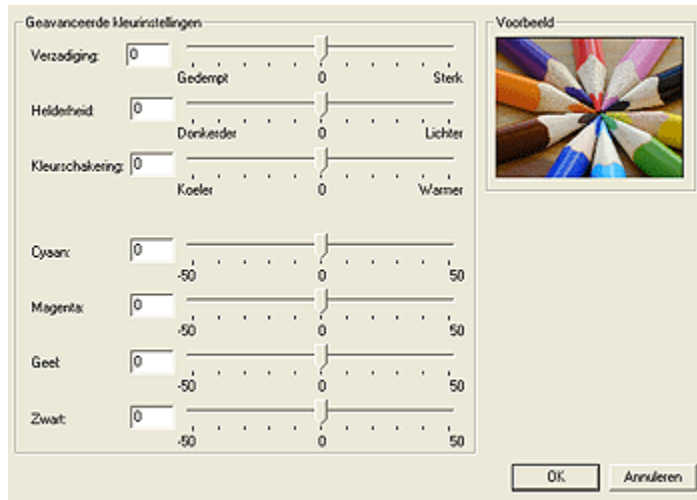 Geavanceerde kleurinstellingen
Verzadiging: 0
Gedempt 0 Sterk
Helderheid: 0
Donkerder 0 Lichter
Kleurschakering: 0
Koeler 0 Warmer
Cyaan: 0
-50 0 50
Magenta: 0
-50 0 50
Geel: 0
-50 0 50
Zwart: 0
-50 0 50
Voorbeeld
OK Annuleren